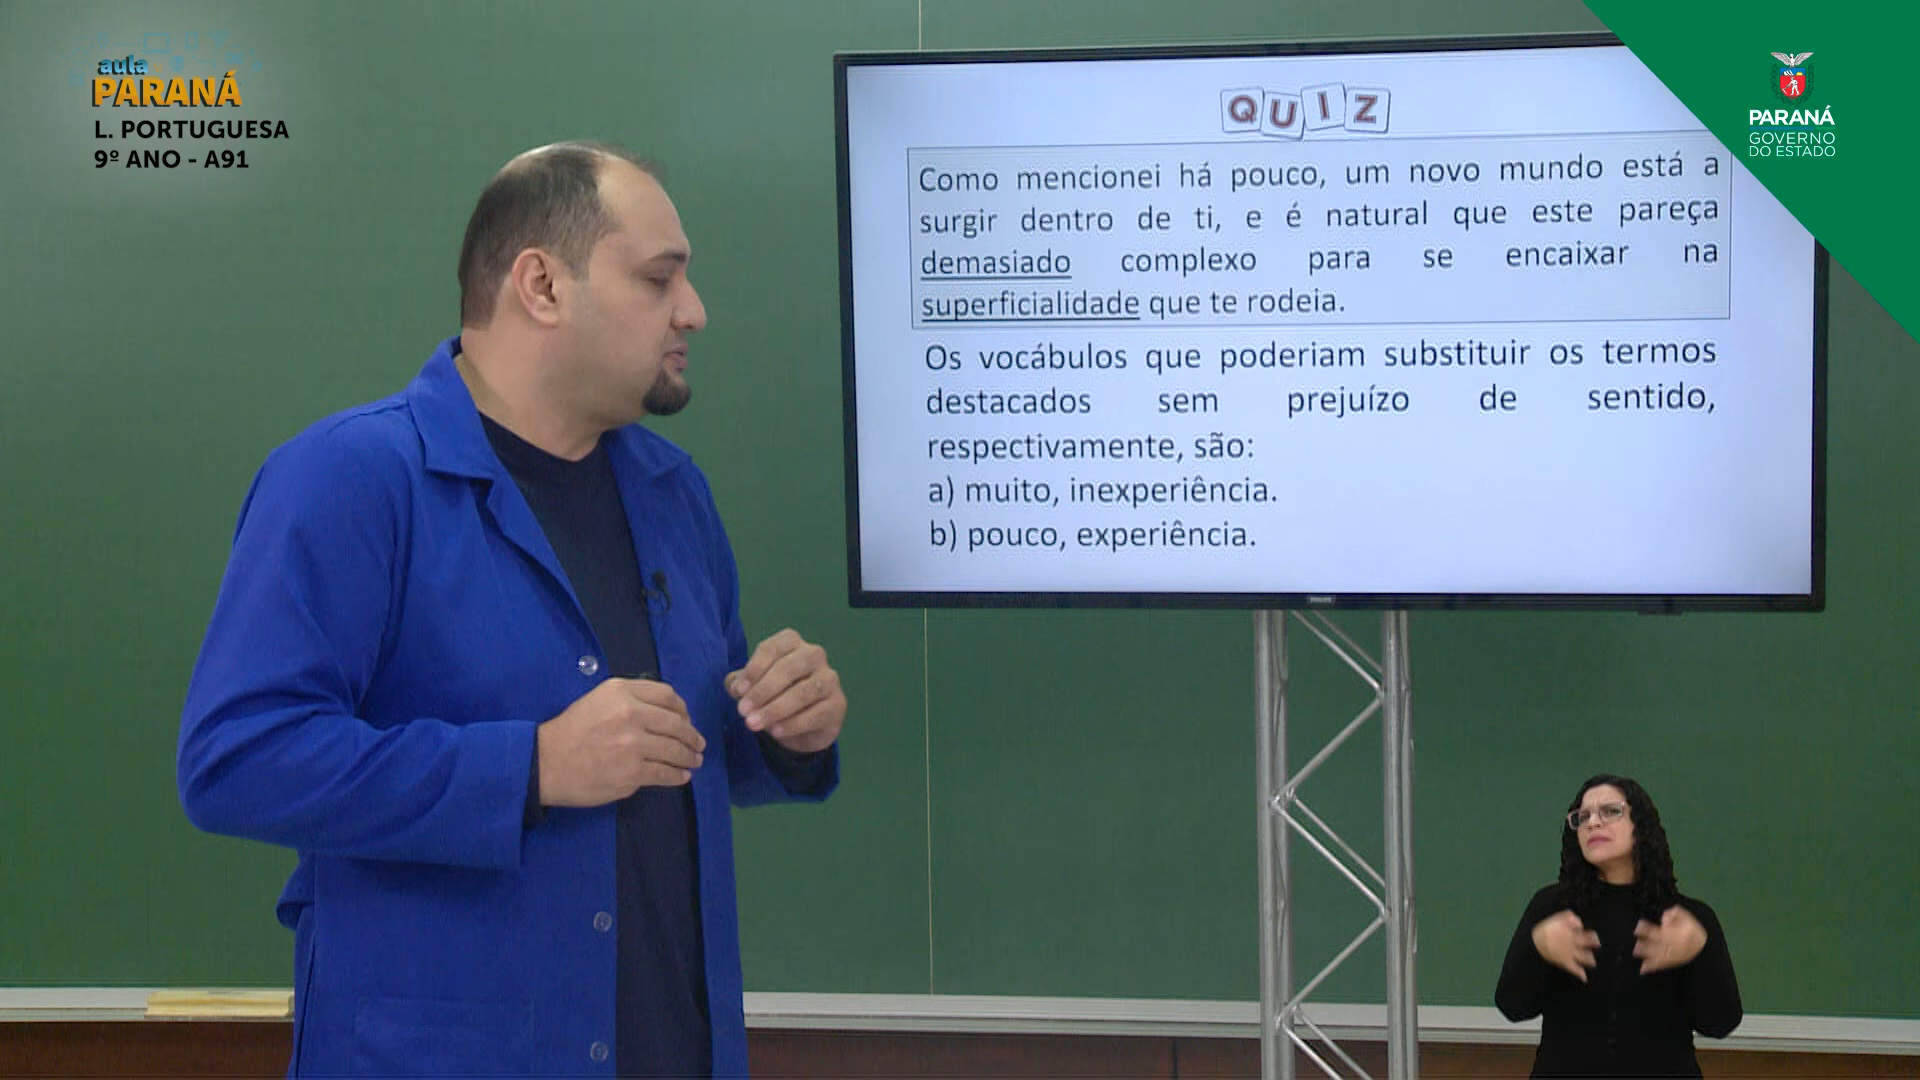 aula
PARANÁ
L. PORTUGUESA
9º ANO - A91
QUIZ
Como mencionei há pouco, um novo mundo está a
surgir dentro de ti, e é natural que este pareça
demasiado complexo para se encaixar na
superficialidade que te rodeia.
Os vocábulos que poderiam substituir os termos
destacados sem prejuízo de sentido,
respectivamente, são:
a) muito, inexperiência.
b) pouco, experiência.
PARANÁ
GOVERNO
DO ESTADO